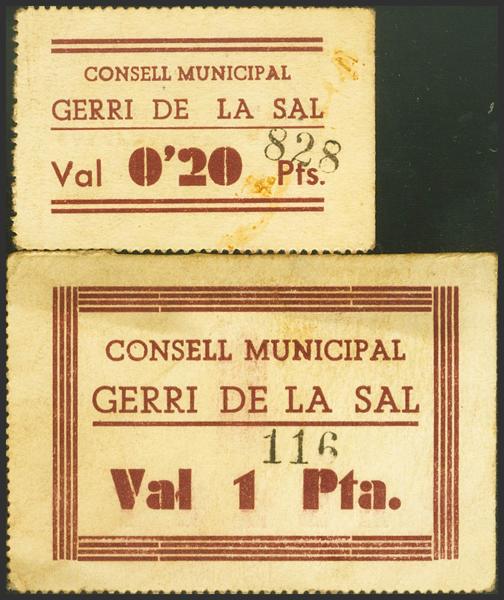 CONSELL MUNICIPAL
GERRI DE LA SAL
828
Val 0'20 Pts.
CONSELL MUNICIPAL
GERRI DE LA SAL
116
Val 1 Pta.